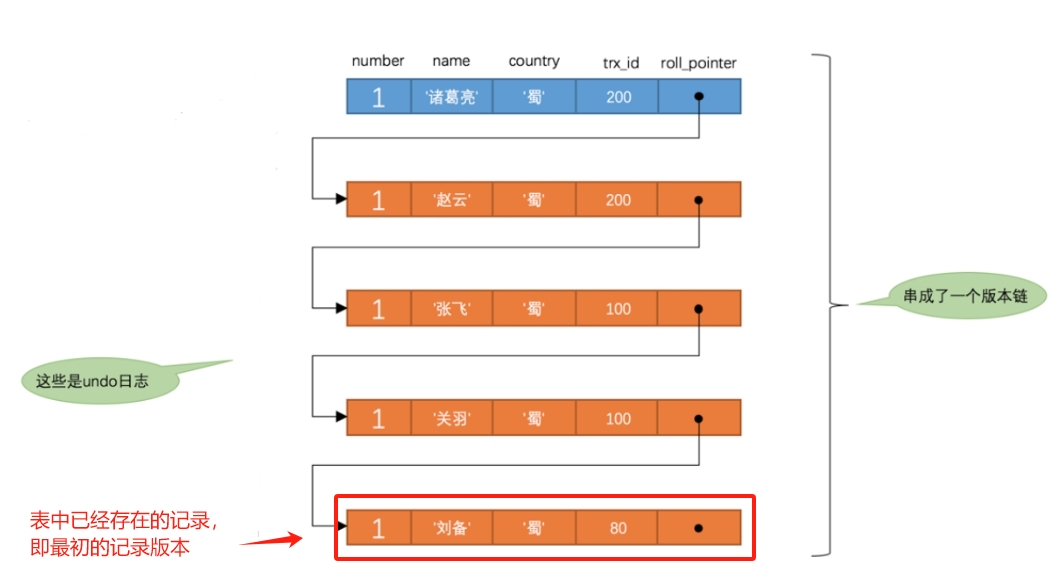 number name country trx_id roll_pointer
1 '诸葛亮' '蜀' 200
1 '赵云' '蜀' 200
1 '张飞' '蜀' 100
串成了一个版本链
这些是undo日志
1 '关羽' '蜀' 100
表中已经存在的记录，
即最初的记录版本
1 '刘备' '蜀' 80